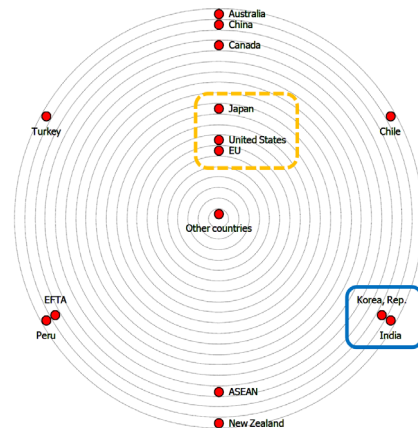 Australia
China
Canada
Japan
Turkey
Chile
United States
EU
Other countries
EFTA
Korea, Rep.
Peru
India
ASEAN
New Zealand